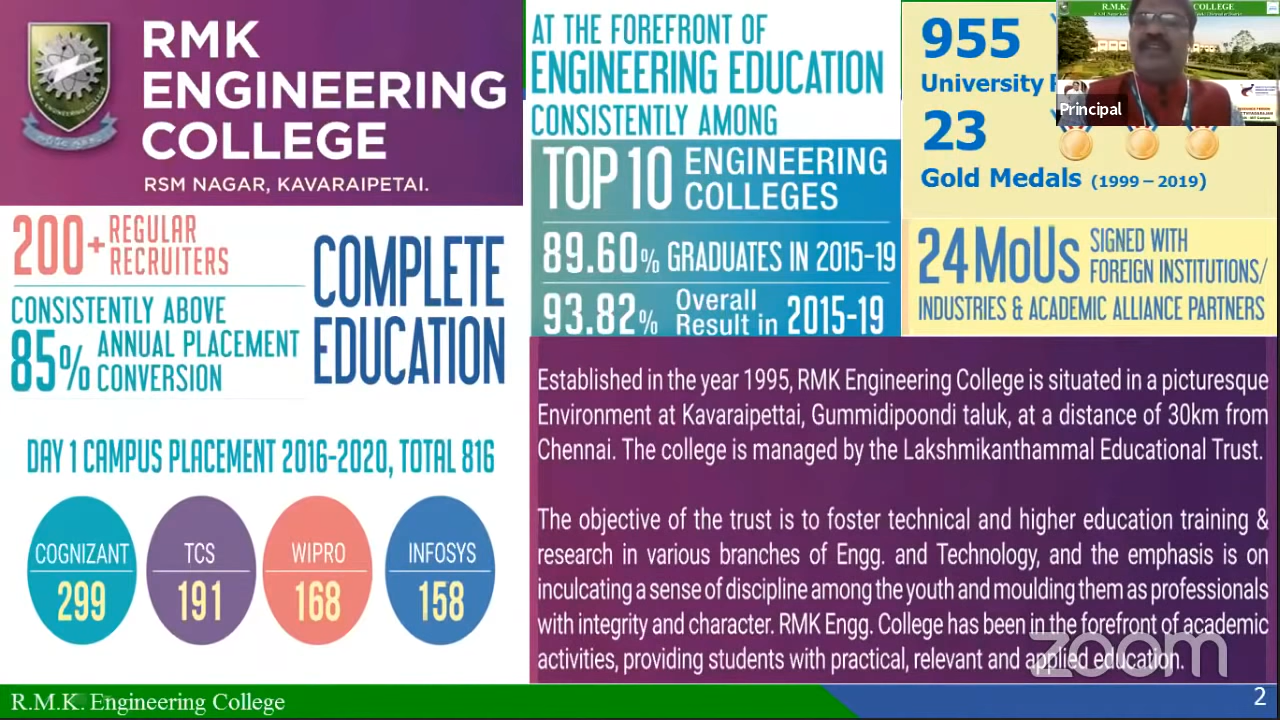 RMK
ENGINEERING
COLLEGE
RSM NAGAR, KAVARAIPETAI.
200+ REGULAR
RECRUITERS
CONSISTENTLY ABOVE
85% ANNUAL PLACEMENT
CONVERSION
COMPLETE
EDUCATION
DAY 1 CAMPUS PLACEMENT 2016-2020, TOTAL 816
COGNIZANT
299
TCS
191
WIPRO
168
INFOSYS
158
AT THE FOREFRONT OF
ENGINEERING EDUCATION
CONSISTENTLY AMONG
TOP 10 ENGINEERING
COLLEGES
89.60% GRADUATES IN 2015-19
93.82% Overall
Result in 2015-19
955
University
23
Gold Medals (1999 – 2019)
Principal
COLLEGE
24 MoUs SIGNED WITH
FOREIGN INSTITUTIONS/
INDUSTRIES & ACADEMIC ALLIANCE PARTNERS
Established in the year 1995, RMK Engineering College is situated in a picturesque
Environment at Kavaraipettai, Gummidipoondi taluk, at a distance of 30km from
Chennai. The college is managed by the Lakshmikanthammal Educational Trust.
The objective of the trust is to foster technical and higher education training &
research in various branches of Engg. and Technology, and the emphasis is on
inculcating a sense of discipline among the youth and moulding them as professionals
with integrity and character. RMK Engg. College has been in the forefront of academic
activities, providing students with practical, relevant and applied education.
zoom
R.M.K. Engineering College
2